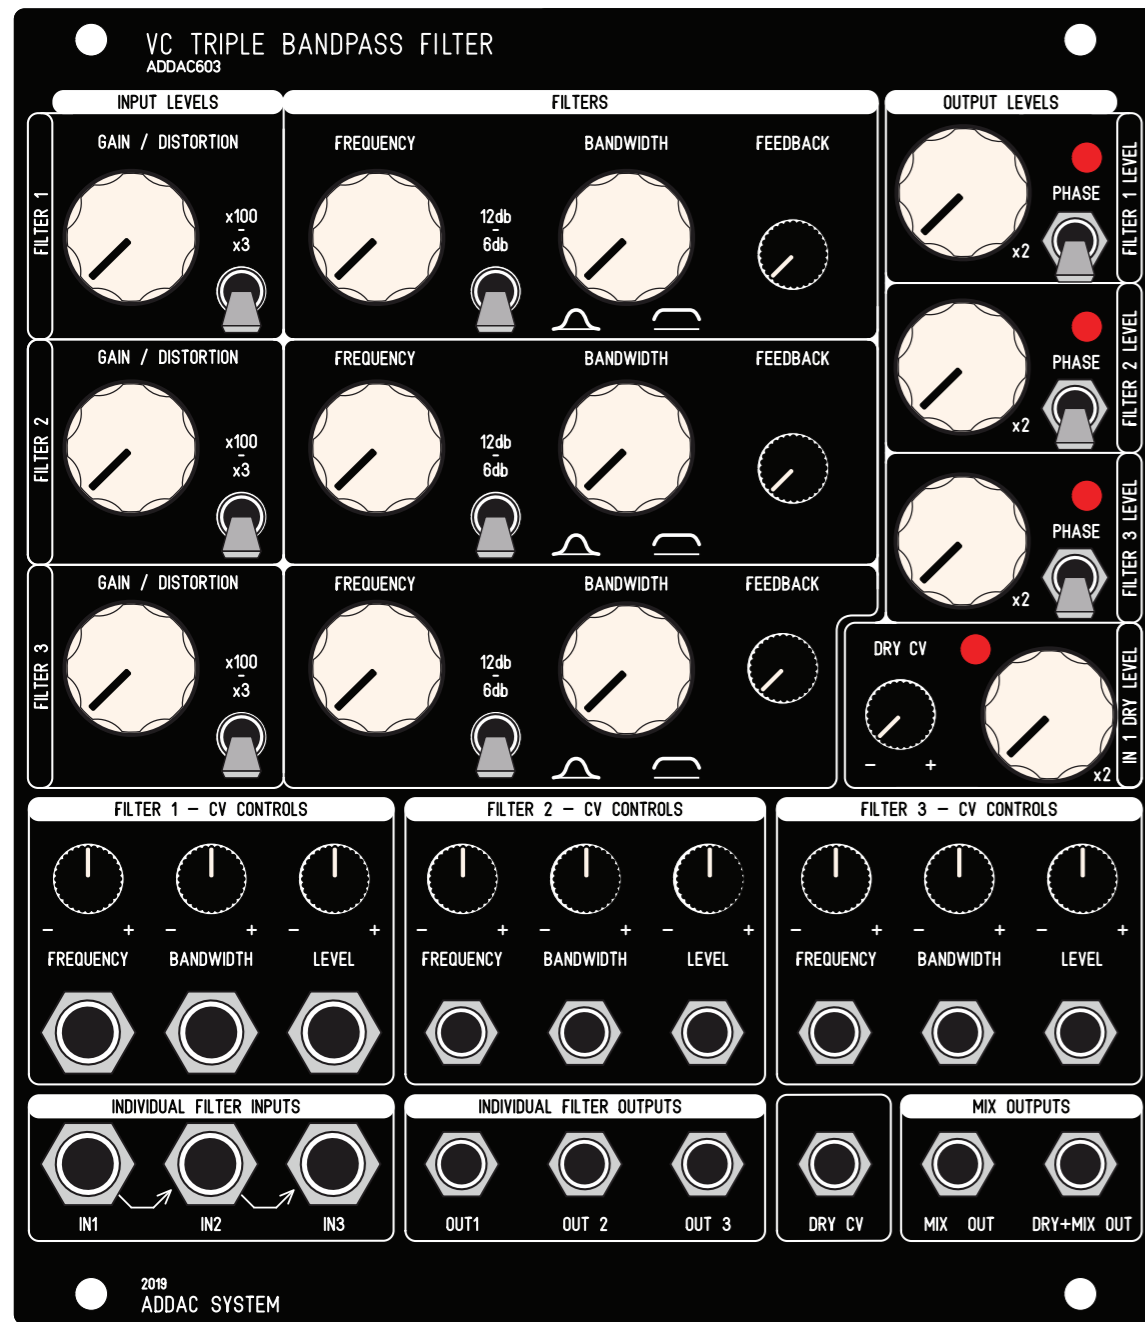 VC TRIPLE BANDPASS FILTER
ADDAC603
INPUT LEVELS
FILTERS
OUTPUT LEVELS
FILTER 1
GAIN / DISTORTION
x100
-
x3
FREQUENCY
12db
-
6db
BANDWIDTH
FEEDBACK
PHASE
x2
FILTER 1 LEVEL
FILTER 2
GAIN / DISTORTION
x100
-
x3
FREQUENCY
12db
-
6db
BANDWIDTH
FEEDBACK
PHASE
x2
FILTER 2 LEVEL
FILTER 3
GAIN / DISTORTION
x100
-
x3
FREQUENCY
12db
-
6db
BANDWIDTH
FEEDBACK
PHASE
x2
FILTER 3 LEVEL
DRY CV
- +
x2
IN 1 DRY LEVEL
FILTER 1 - CV CONTROLS
- + - + - +
FREQUENCY BANDWIDTH LEVEL
FILTER 2 - CV CONTROLS
- + - + - +
FREQUENCY BANDWIDTH LEVEL
FILTER 3 - CV CONTROLS
- + - + - +
FREQUENCY BANDWIDTH LEVEL
INDIVIDUAL FILTER INPUTS
IN1 IN2 IN3
INDIVIDUAL FILTER OUTPUTS
OUT1 OUT 2 OUT 3
DRY CV
MIX OUTPUTS
MIX OUT DRY+MIX OUT
2019
ADDAC SYSTEM